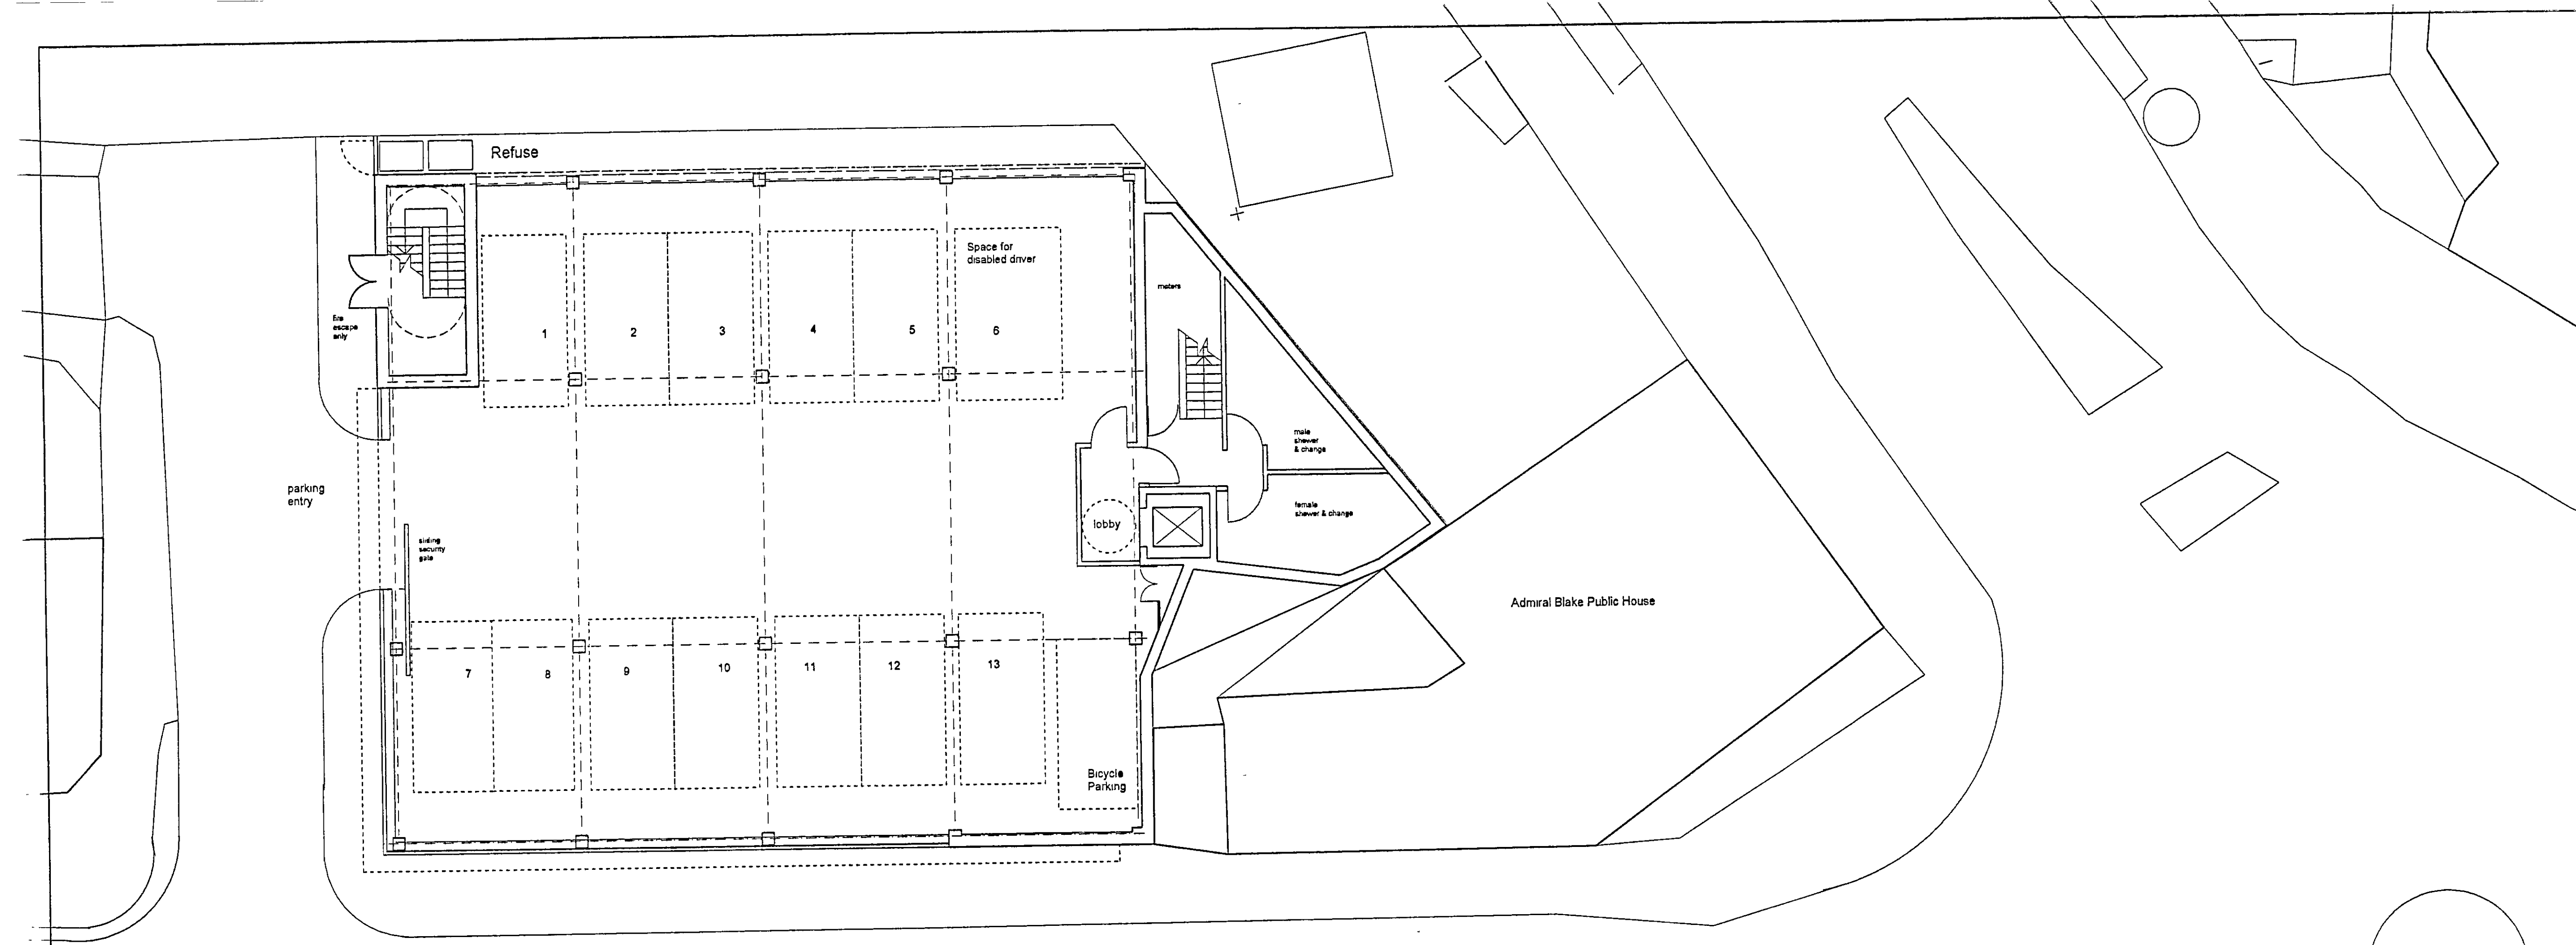 Refuse
Space for
disabled driver
meters
fire
escape
only
1
2
3
4
5
6
male
shower
& change
parking
entry
lobby
female
shower & change
sliding
security
gate
Admiral Blake Public House
7
8
9
10
11
12
13
Bicycle
Parking